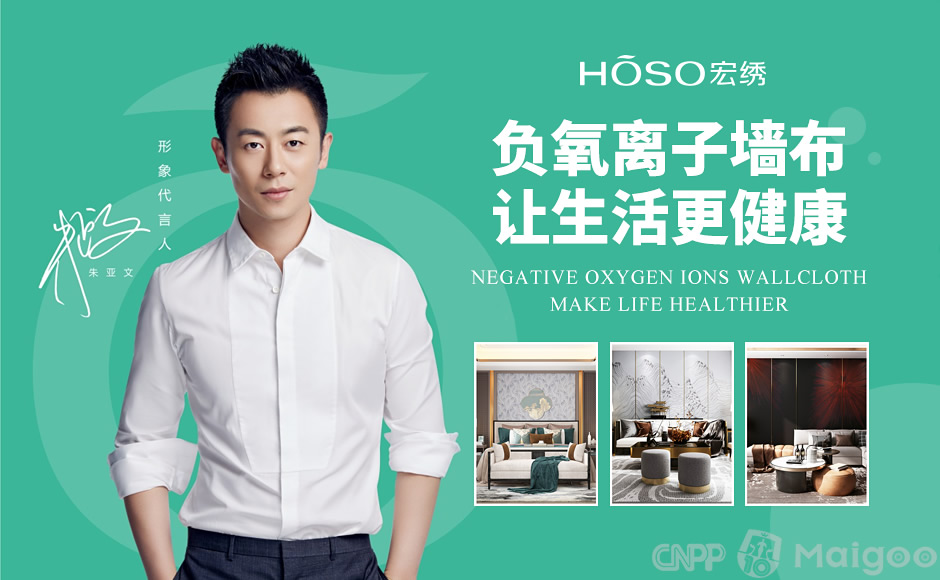 HŌSO宏绣
负氧离子墙布
让生活更健康
NEGATIVE OXYGEN IONS WALLCLOTH
MAKE LIFE HEALTHIER
形象代言人
朱亚文
CNPP
Maigoo